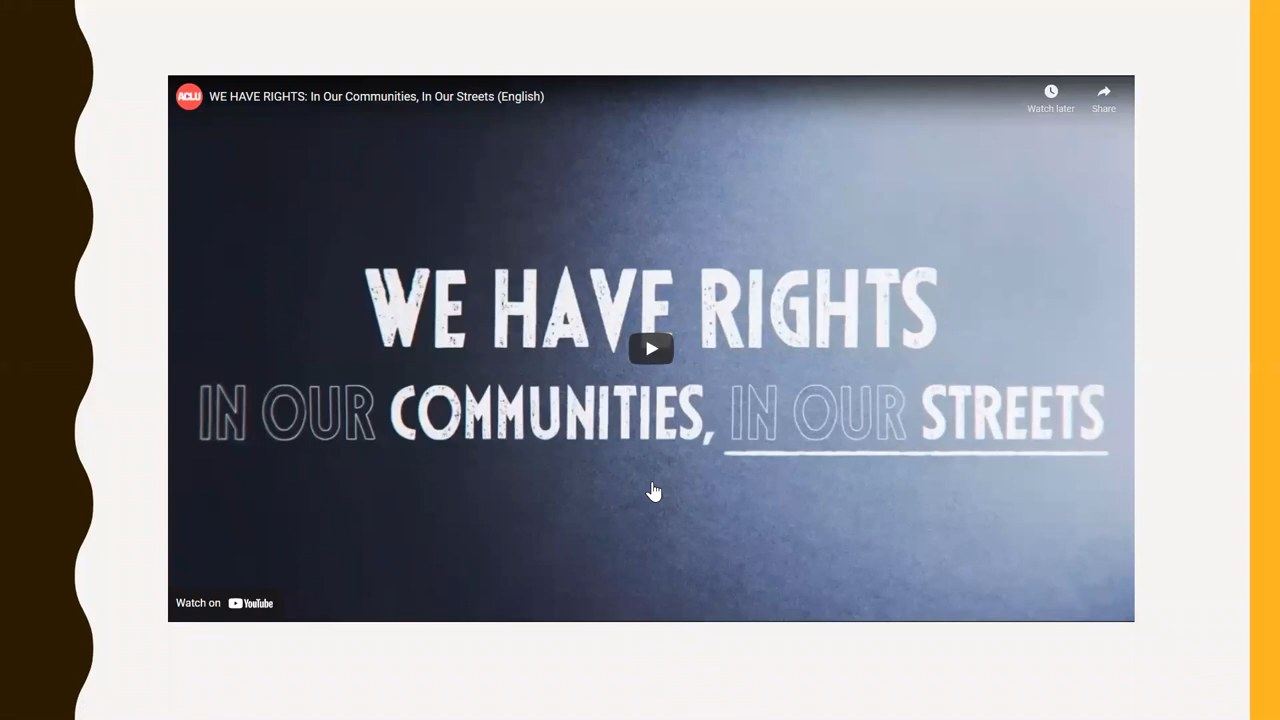 ACLU WE HAVE RIGHTS: In Our Communities, In Our Streets (English)
Watch later
Share
WE HAVE RIGHTS
IN OUR COMMUNITIES, IN OUR STREETS
Watch on YouTube